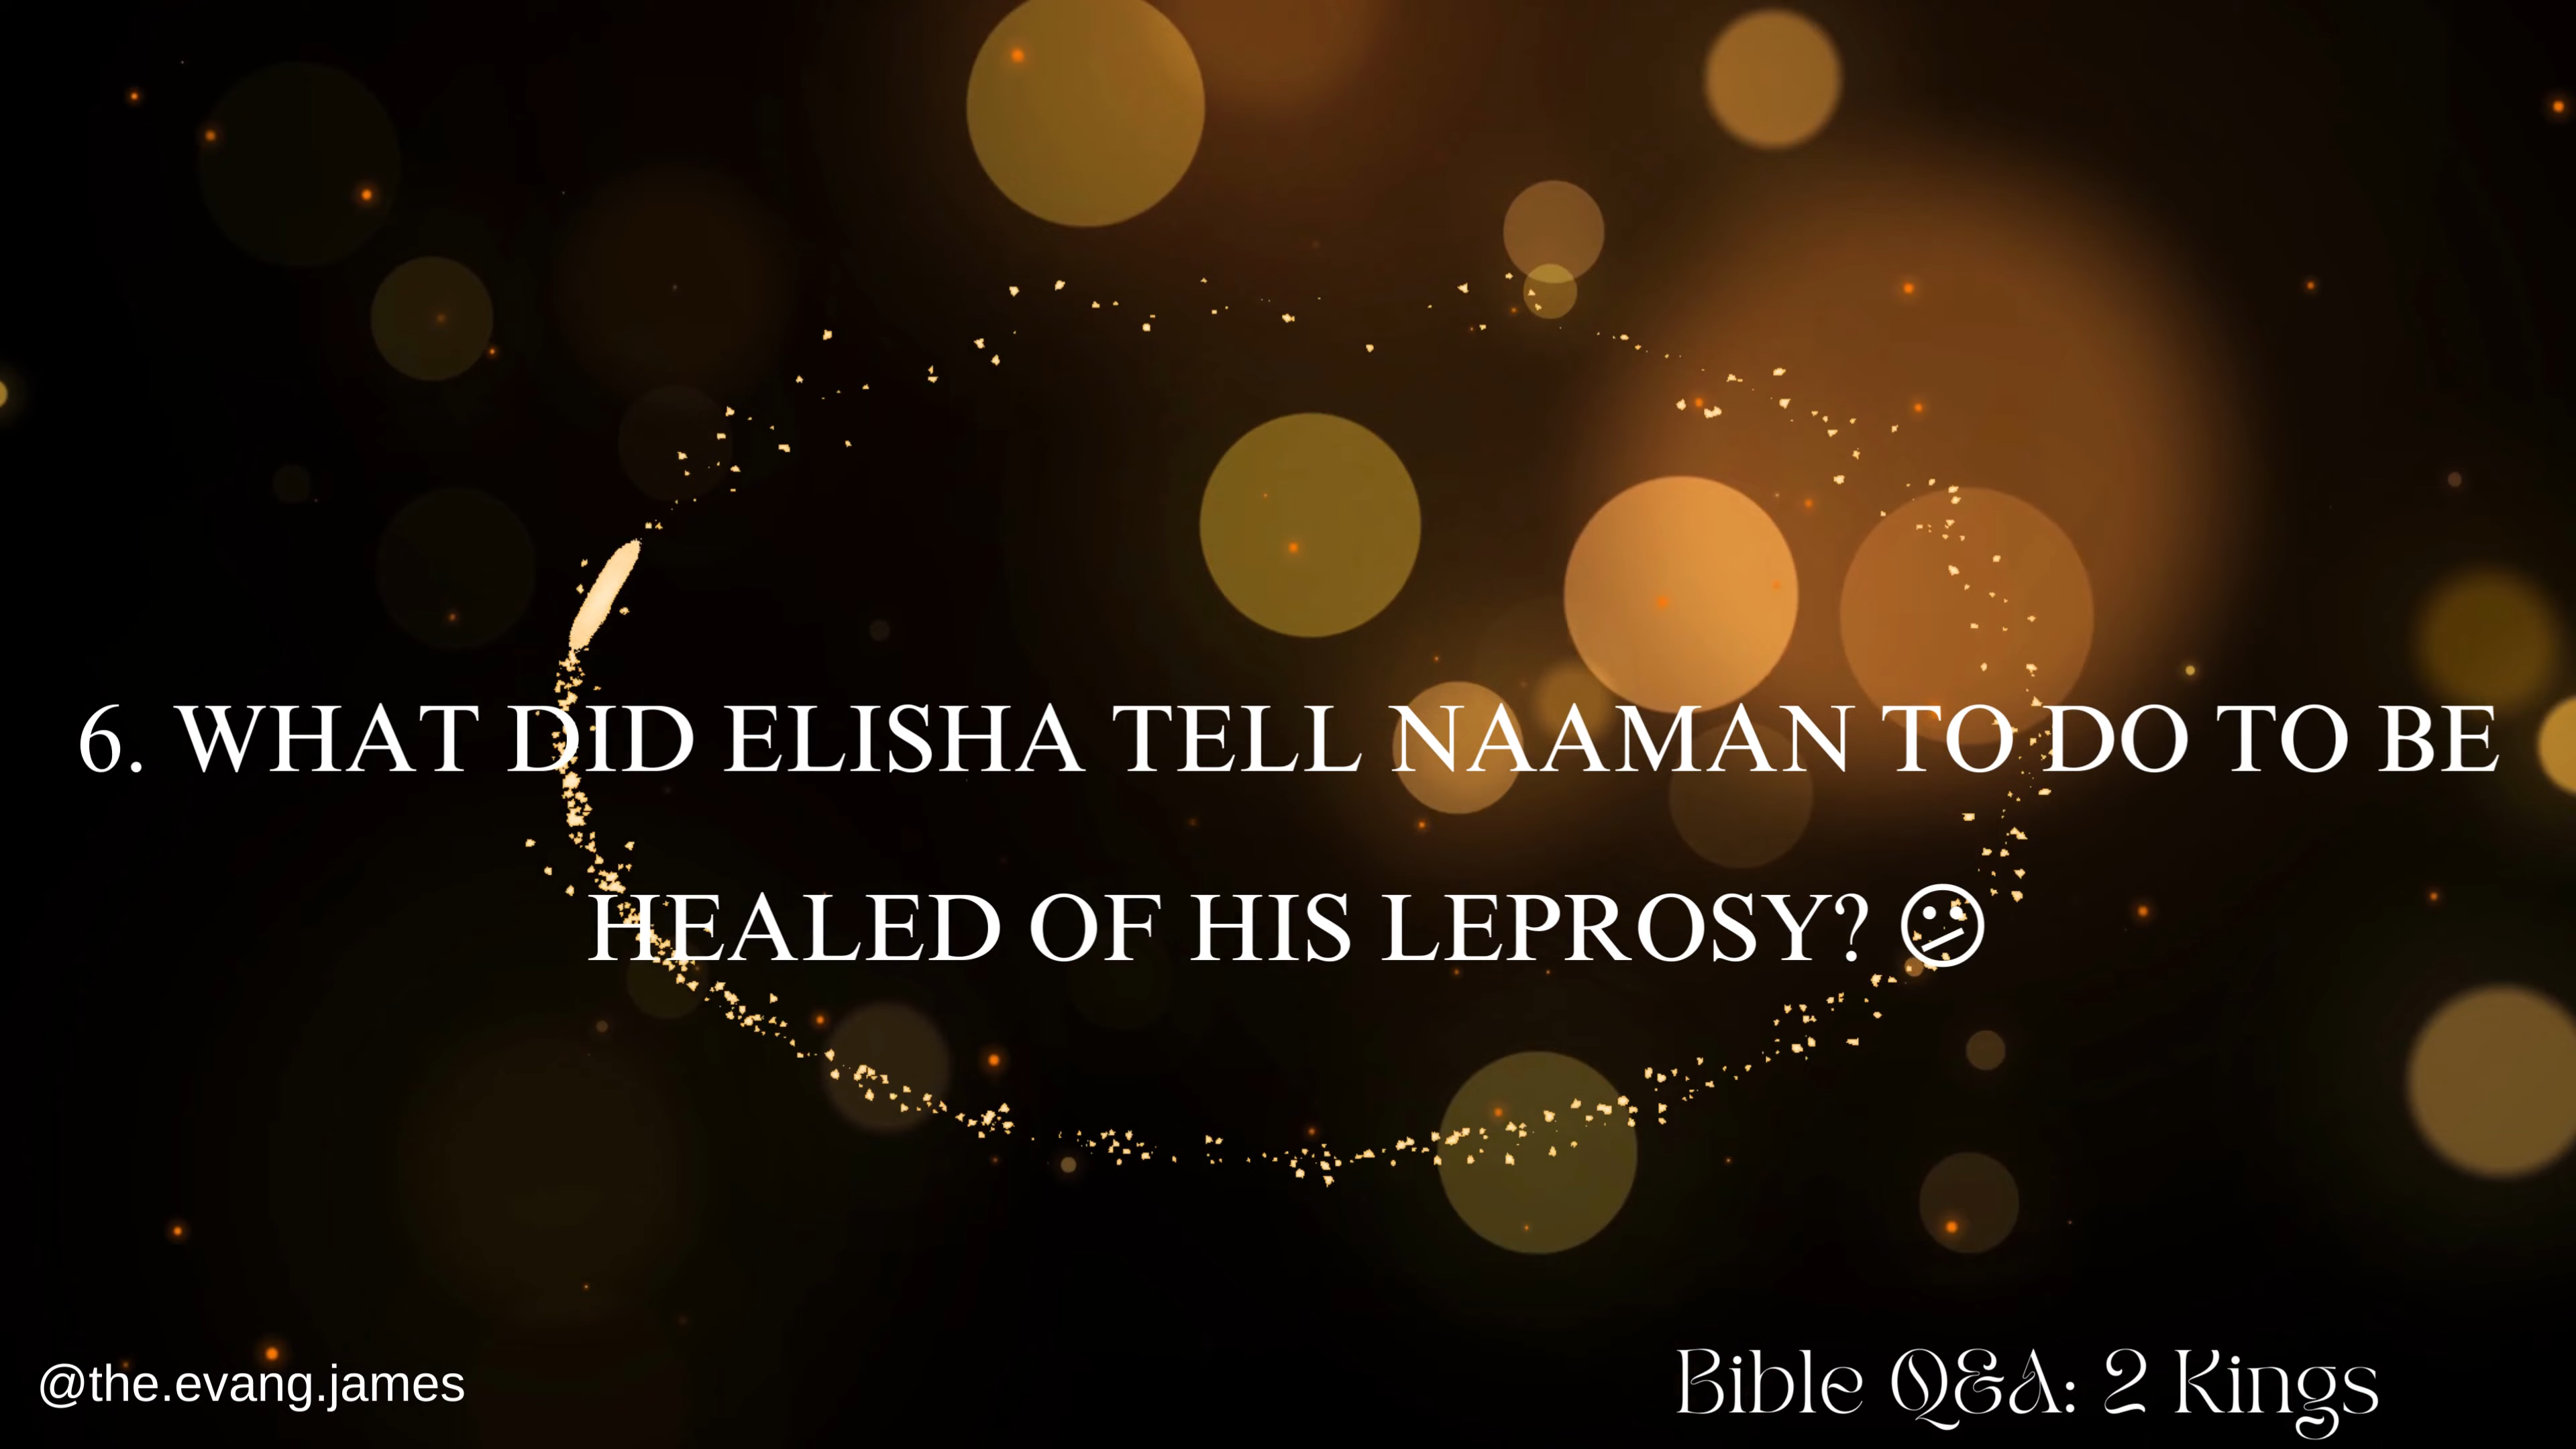 6. WHAT DID ELISHA TELL NAAMAN TO DO TO BE
HEALED OF HIS LEPROSY? 🫤
@the.evang.james
Bible Q&A: 2 Kings